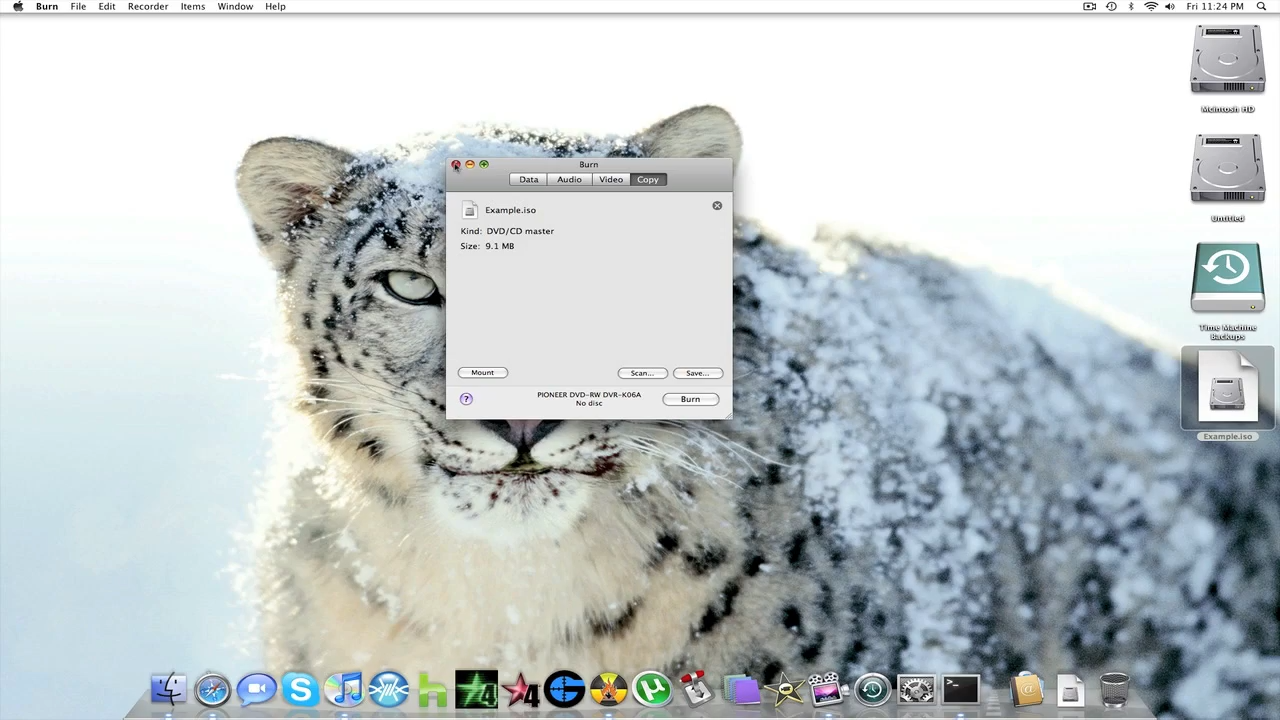 Burn File Edit Recorder Items Window Help Fri 11:24 PM
Macintosh HD
Untitled
Time Machine
Backups
Example.iso
Burn
Data Audio Video Copy
Example.iso
Kind: DVD/CD master
Size: 9.1 MB
Mount Scan... Save...
? PIONEER DVD-RW DVR-K06A Burn
No disc